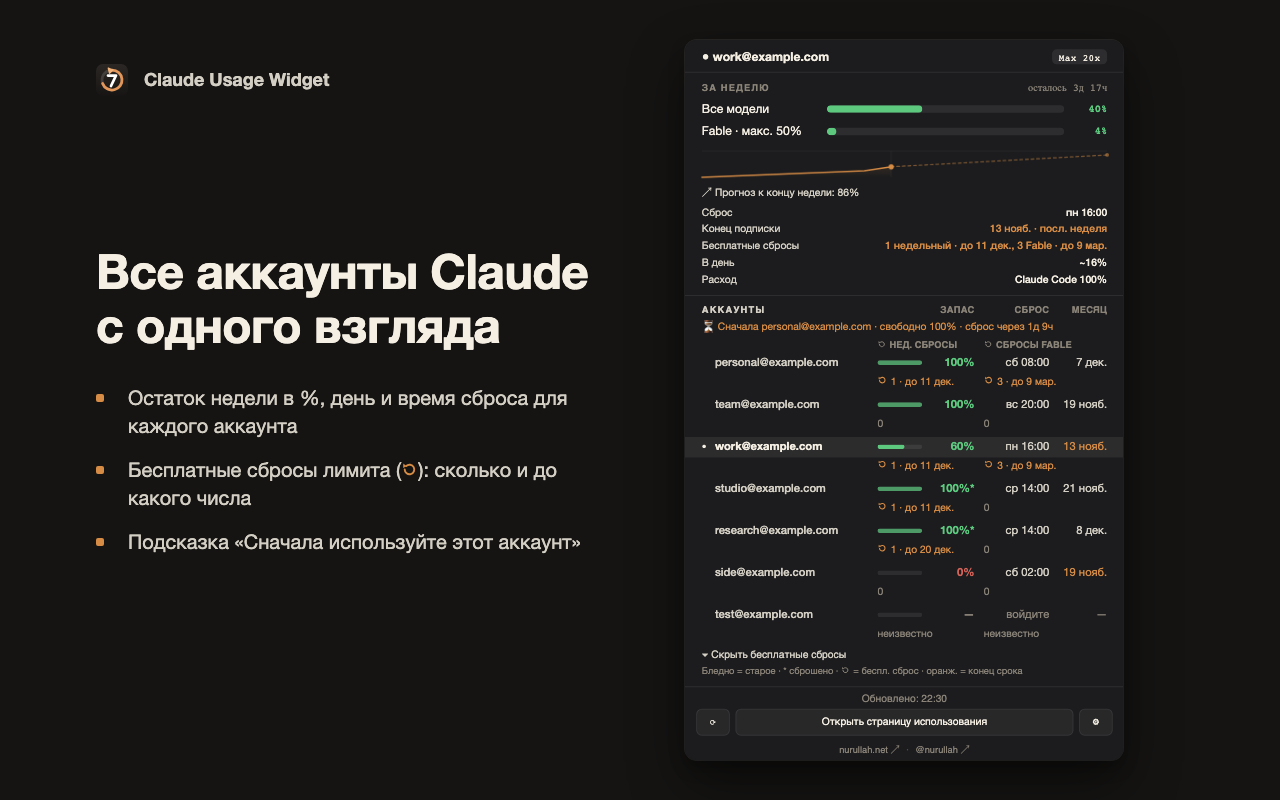 7 Claude Usage Widget
Все аккаунты Claude
с одного взгляда
Остаток недели в %, день и время сброса для
каждого аккаунта
Бесплатные сбросы лимита (): сколько и до
какого числа
Подсказка «Сначала используйте этот аккаунт»
• work@example.com Max 20x
ЗА НЕДЕЛЮ осталось 3д 17ч
Все модели 40%
Fable · макс. 50% 4%
↗ Прогноз к концу недели: 86%
Сброс пн 16:00
Конец подписки 13 нояб. · посл. неделя
Бесплатные сбросы 1 недельный · до 11 дек., 3 Fable · до 9 мар.
В день ~16%
Расход Claude Code 100%
АККАУНТЫ ЗАПАС СБРОС МЕСЯЦ
⏳ Сначала personal@example.com · свободно 100% · сброс через 1д 9ч
НЕД. СБРОСЫ СБРОСЫ FABLE
personal@example.com 100% сб 08:00 7 дек.
1 · до 11 дек. 3 · до 9 мар.
team@example.com 100% вс 20:00 19 нояб.
0 0
• work@example.com 60% пн 16:00 13 нояб.
1 · до 11 дек. 3 · до 9 мар.
studio@example.com 100%* ср 14:00 21 нояб.
1 · до 11 дек. 0
research@example.com 100%* ср 14:00 8 дек.
1 · до 20 дек. 0
side@example.com 0% сб 02:00 19 нояб.
0 0
test@example.com — войдите —
неизвестно неизвестно
▾ Скрыть бесплатные сбросы
Бледно = старое · * сброшено · = беспл. сброс · оранж. = конец срока
Обновлено: 22:30
Открыть страницу использования
nurullah.net ↗ · @nurullah ↗